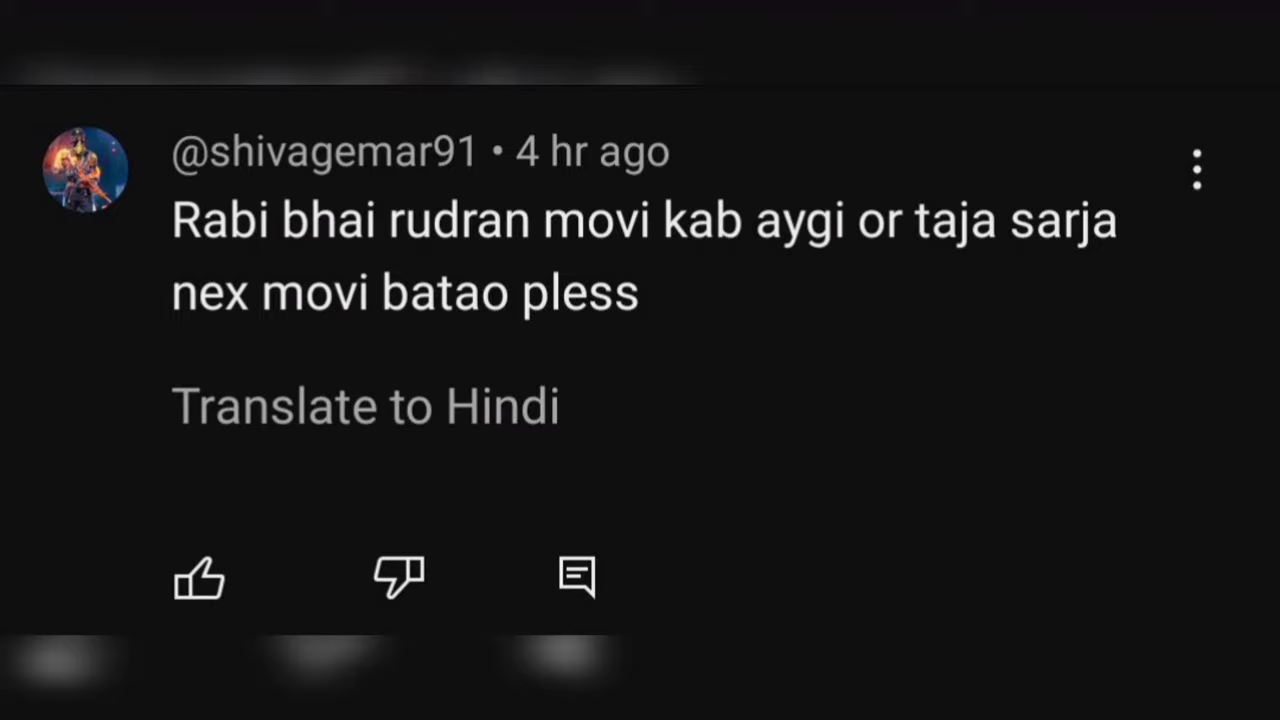 @shivagemar91 • 4 hr ago
Rabi bhai rudran movi kab aygi or taja sarja
nex movi batao pless
Translate to Hindi